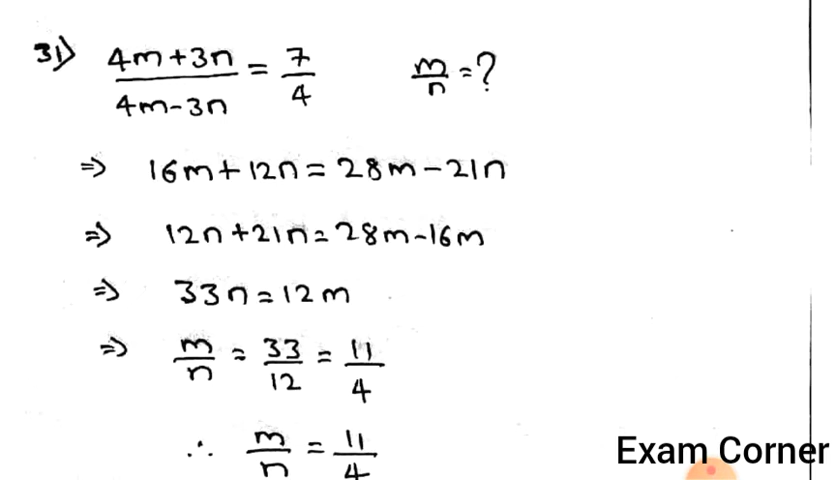 31) (4m+3n)/(4m-3n) = 7/4    m/n = ?
=> 16m+12n = 28m-21n
=> 12n+21n = 28m-16m
=> 33n = 12m
=> m/n = 33/12 = 11/4
∴ m/n = 11/4
Exam Corner